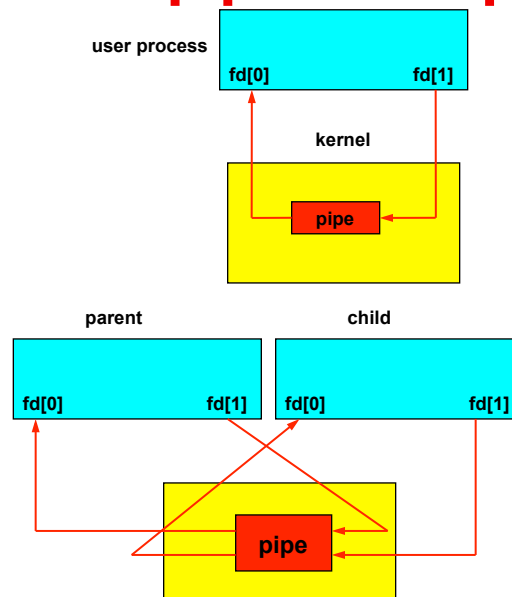 user process
fd[0] fd[1]
kernel
pipe
parent child
fd[0] fd[1] fd[0] fd[1]
pipe